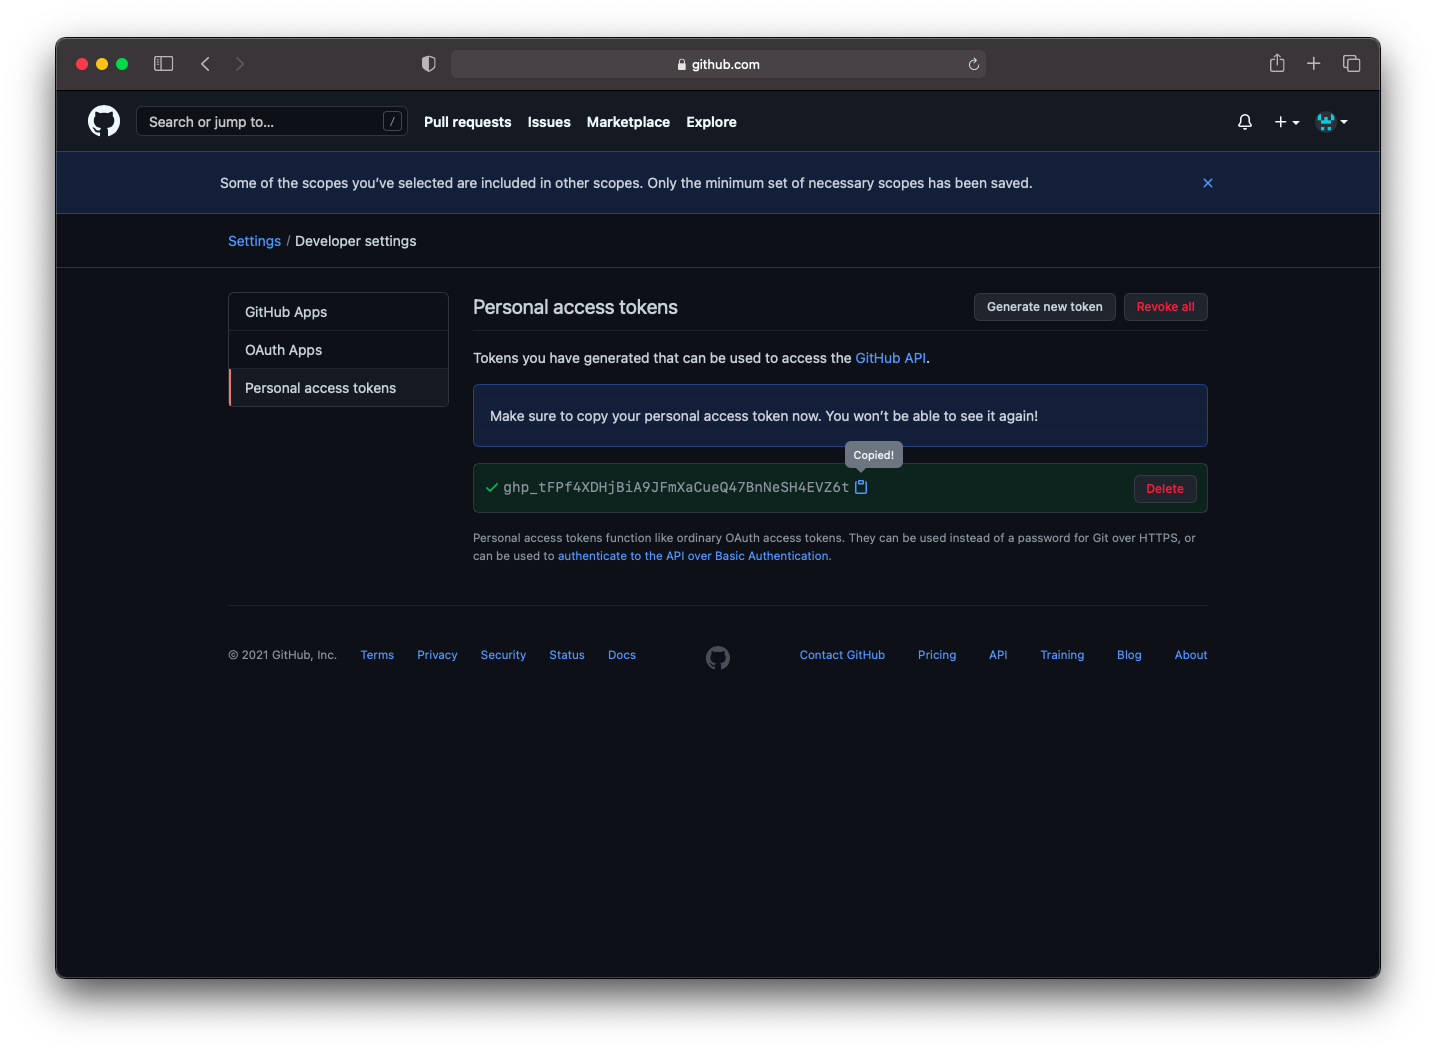 github.com
Search or jump to... /
Pull requests Issues Marketplace Explore
Some of the scopes you’ve selected are included in other scopes. Only the minimum set of necessary scopes has been saved.
Settings / Developer settings
GitHub Apps
OAuth Apps
Personal access tokens
Personal access tokens
Generate new token
Revoke all
Tokens you have generated that can be used to access the GitHub API.
Make sure to copy your personal access token now. You won’t be able to see it again!
Copied!
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
Delete
Personal access tokens function like ordinary OAuth access tokens. They can be used instead of a password for Git over HTTPS, or
can be used to authenticate to the API over Basic Authentication.
© 2021 GitHub, Inc. Terms Privacy Security Status Docs Contact GitHub Pricing API Training Blog About